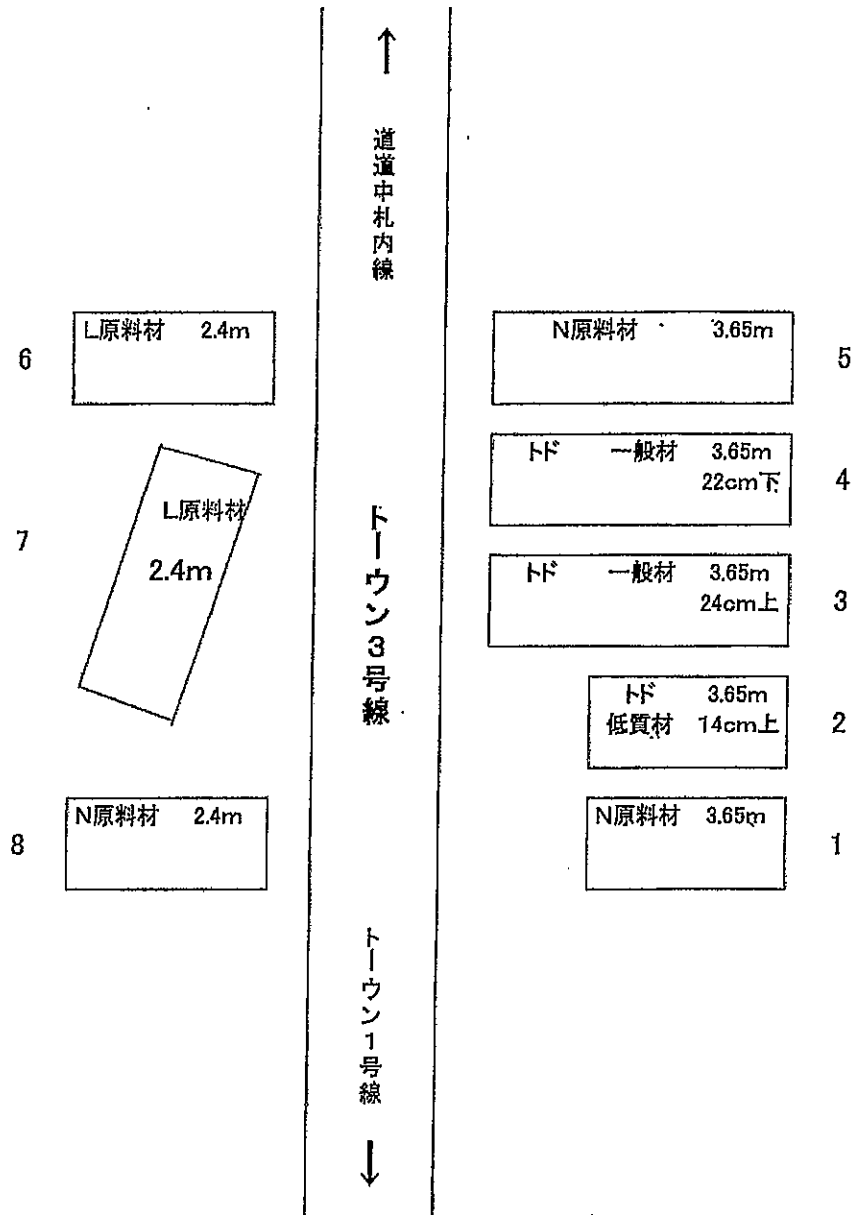 道道中札内線
L原料材 2.4m
6
N原料材 3.65m
5
トド 一般材 3.65m
22cm下
4
L原料材
2.4m
7
トーウン3号線
トド 一般材 3.65m
24cm上
3
トド 3.65m
低質材 14cm上
2
N原料材 2.4m
8
N原料材 3.65m
1
トーウン1号線